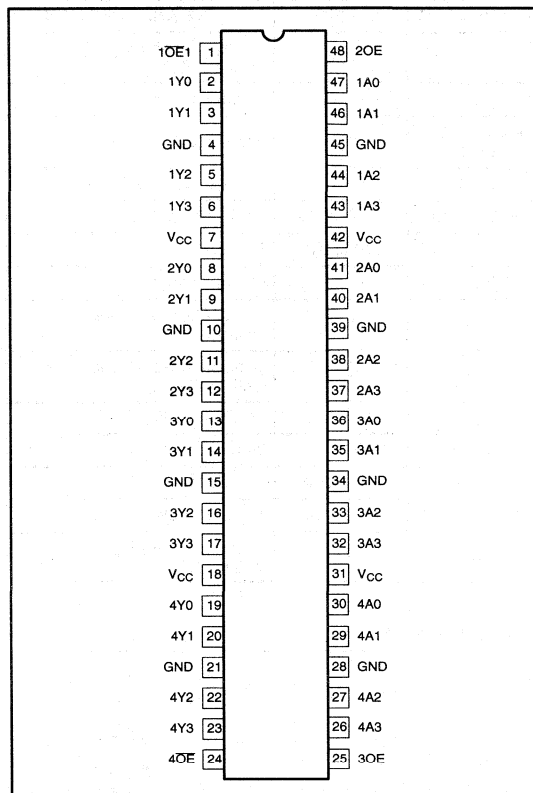 1O̅E̅1 1 48 2OE
1Y0 2 47 1A0
1Y1 3 46 1A1
GND 4 45 GND
1Y2 5 44 1A2
1Y3 6 43 1A3
VCC 7 42 VCC
2Y0 8 41 2A0
2Y1 9 40 2A1
GND 10 39 GND
2Y2 11 38 2A2
2Y3 12 37 2A3
3Y0 13 36 3A0
3Y1 14 35 3A1
GND 15 34 GND
3Y2 16 33 3A2
3Y3 17 32 3A3
VCC 18 31 VCC
4Y0 19 30 4A0
4Y1 20 29 4A1
GND 21 28 GND
4Y2 22 27 4A2
4Y3 23 26 4A3
4O̅E̅ 24 25 3OE